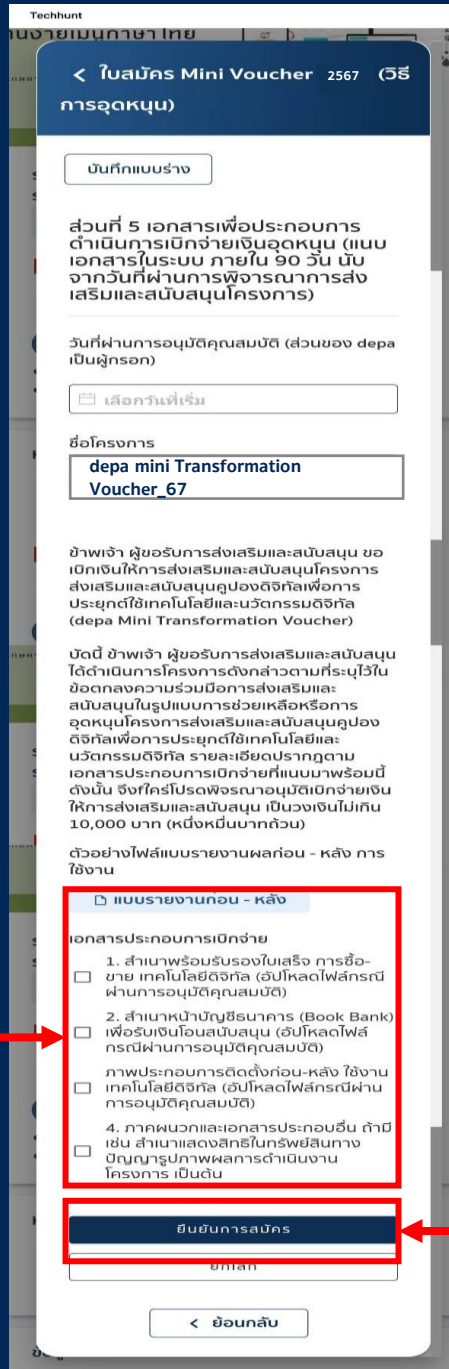 Techhunt
< ใบสมัคร Mini Voucher 2567 (วิธี
การอุดหนุน)
บันทึกแบบร่าง
ส่วนที่ 5 เอกสารเพื่อประกอบการ
ดำเนินการเบิกจ่ายเงินอุดหนุน (แนบ
เอกสารในระบบ ภายใน 90 วัน นับ
จากวันที่ผ่านการพิจารณาการส่ง
เสริมและสนับสนุนโครงการ)
วันที่ผ่านการอนุมัติคุณสมบัติ (ส่วนของ depa
เป็นผู้กรอก)
เลือกวันที่เริ่ม
ชื่อโครงการ
depa mini Transformation
Voucher_67
ข้าพเจ้า ผู้ขอรับการส่งเสริมและสนับสนุน ขอ
เบิกเงินให้การส่งเสริมและสนับสนุนโครงการ
ส่งเสริมและสนับสนุนคูปองดิจิทัลเพื่อการ
ประยุกต์ใช้เทคโนโลยีและนวัตกรรมดิจิทัล
(depa Mini Transformation Voucher)
บัดนี้ ข้าพเจ้า ผู้ขอรับการส่งเสริมและสนับสนุน
ได้ดำเนินการโครงการดังกล่าวตามที่ระบุไว้ใน
ข้อตกลงความร่วมมือการส่งเสริมและ
สนับสนุนในรูปแบบการช่วยเหลือหรือการ
อุดหนุนโครงการส่งเสริมและสนับสนุนคูปอง
ดิจิทัลเพื่อการประยุกต์ใช้เทคโนโลยีและ
นวัตกรรมดิจิทัล รายละเอียดปรากฏตาม
เอกสารประกอบการเบิกจ่ายที่แนบมาพร้อมนี้
ดังนั้น จึงใคร่โปรดพิจรณาอนุมัติเบิกจ่ายเงิน
ให้การส่งเสริมและสนับสนุน เป็นวงเงินไม่เกิน
10,000 บาท (หนึ่งหมื่นบาทถ้วน)
ตัวอย่างไฟล์แบบรายงานผลก่อน - หลัง การ
ใช้งาน
แบบรายงานก่อน - หลัง
เอกสารประกอบการเบิกจ่าย
1. สำเนาพร้อมรับรองใบเสร็จ การซื้อ-
ขาย เทคโนโลยีดิจิทัล (อัปโหลดไฟล์กรณี
ผ่านการอนุมัติคุณสมบัติ)
2. สำเนาหน้าบัญชีธนาคาร (Book Bank)
เพื่อรับเงินโอนสนับสนุน (อัปโหลดไฟล์
กรณีผ่านการอนุมัติคุณสมบัติ)
ภาพประกอบการติดตั้งก่อน-หลัง ใช้งาน
เทคโนโลยีดิจิทัล (อัปโหลดไฟล์กรณีผ่าน
การอนุมัติคุณสมบัติ)
4. ภาคผนวกและเอกสารประกอบอื่น ถ้ามี
เช่น สำเนาแสดงสิทธิในทรัพย์สินทาง
ปัญญารูปภาพผลการดำเนินงาน
โครงการ เป็นต้น
ยืนยันการสมัคร
ยกเลิก
< ย้อนกลับ